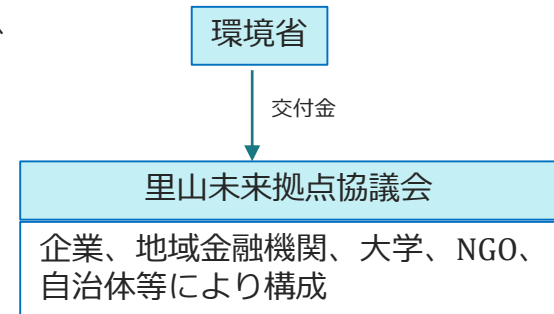 、
環境省
交付金
里山未来拠点協議会
企業、地域金融機関、大学、NGO、
自治体等により構成